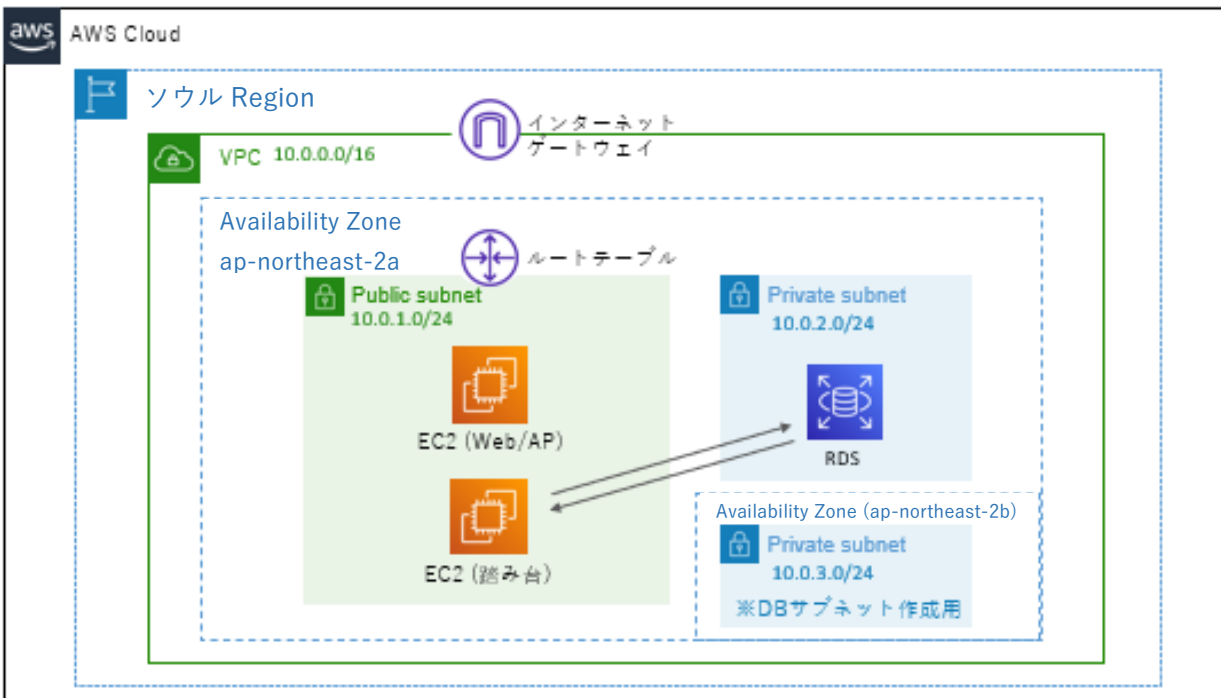 aws
AWS Cloud
ソウル Region
インターネット
ゲートウェイ
VPC 10.0.0.0/16
Availability Zone
ap-northeast-2a
ルートテーブル
Public subnet
10.0.1.0/24
EC2 (Web/AP)
EC2 (踏み台)
Private subnet
10.0.2.0/24
RDS
Availability Zone (ap-northeast-2b)
Private subnet
10.0.3.0/24
※DBサブネット作成用